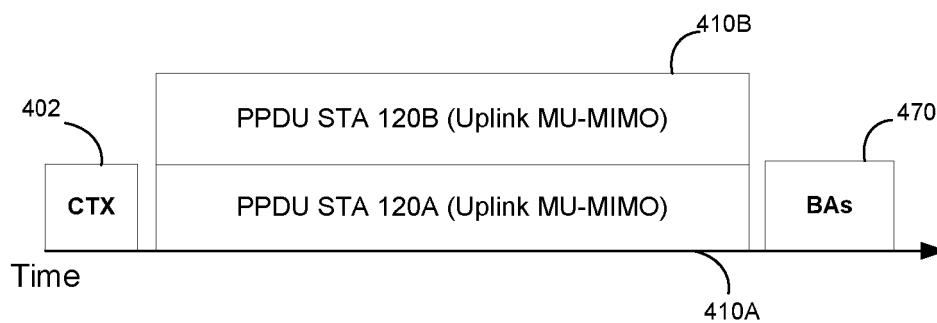 410B
402
PPDU STA 120B (Uplink MU-MIMO)
470
CTX
PPDU STA 120A (Uplink MU-MIMO)
BAs
Time
410A